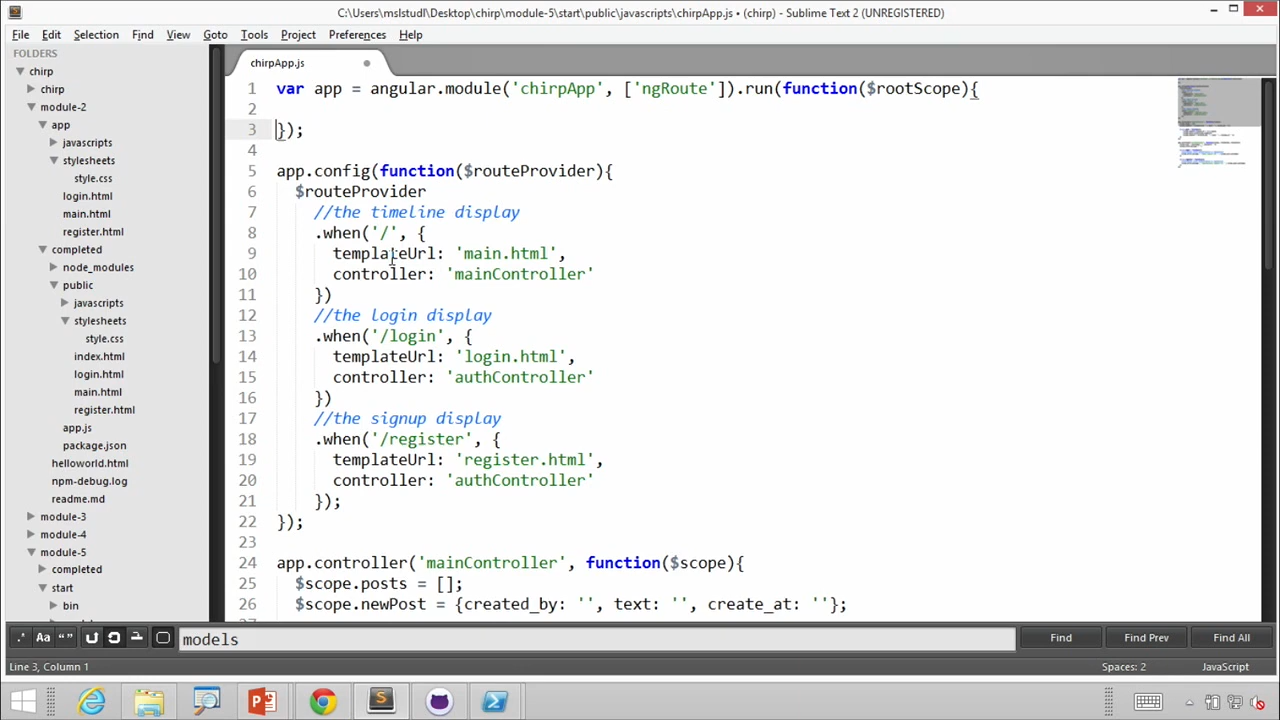 C:\Users\mslstudl\Desktop\chirp\module-5\start\public\javascripts\chirpApp.js • (chirp) - Sublime Text 2 (UNREGISTERED)
File Edit Selection Find View Goto Tools Project Preferences Help
FOLDERS
chirp
chirp
module-2
app
javascripts
stylesheets
style.css
login.html
main.html
register.html
completed
node_modules
public
javascripts
stylesheets
style.css
index.html
login.html
main.html
register.html
app.js
package.json
helloworld.html
npm-debug.log
readme.md
module-3
module-4
module-5
completed
start
bin
chirpApp.js
1 var app = angular.module('chirpApp', ['ngRoute']).run(function($rootScope){
2
3 });
4
5 app.config(function($routeProvider){
6 $routeProvider
7 //the timeline display
8 .when('/', {
9 templateUrl: 'main.html',
10 controller: 'mainController'
11 })
12 //the login display
13 .when('/login', {
14 templateUrl: 'login.html',
15 controller: 'authController'
16 })
17 //the signup display
18 .when('/register', {
19 templateUrl: 'register.html',
20 controller: 'authController'
21 });
22 });
23
24 app.controller('mainController', function($scope){
25 $scope.posts = [];
26 $scope.newPost = {created_by: '', text: '', create_at: ''};
.* Aa “” models Find Find Prev Find All
Line 3, Column 1 Spaces: 2 JavaScript